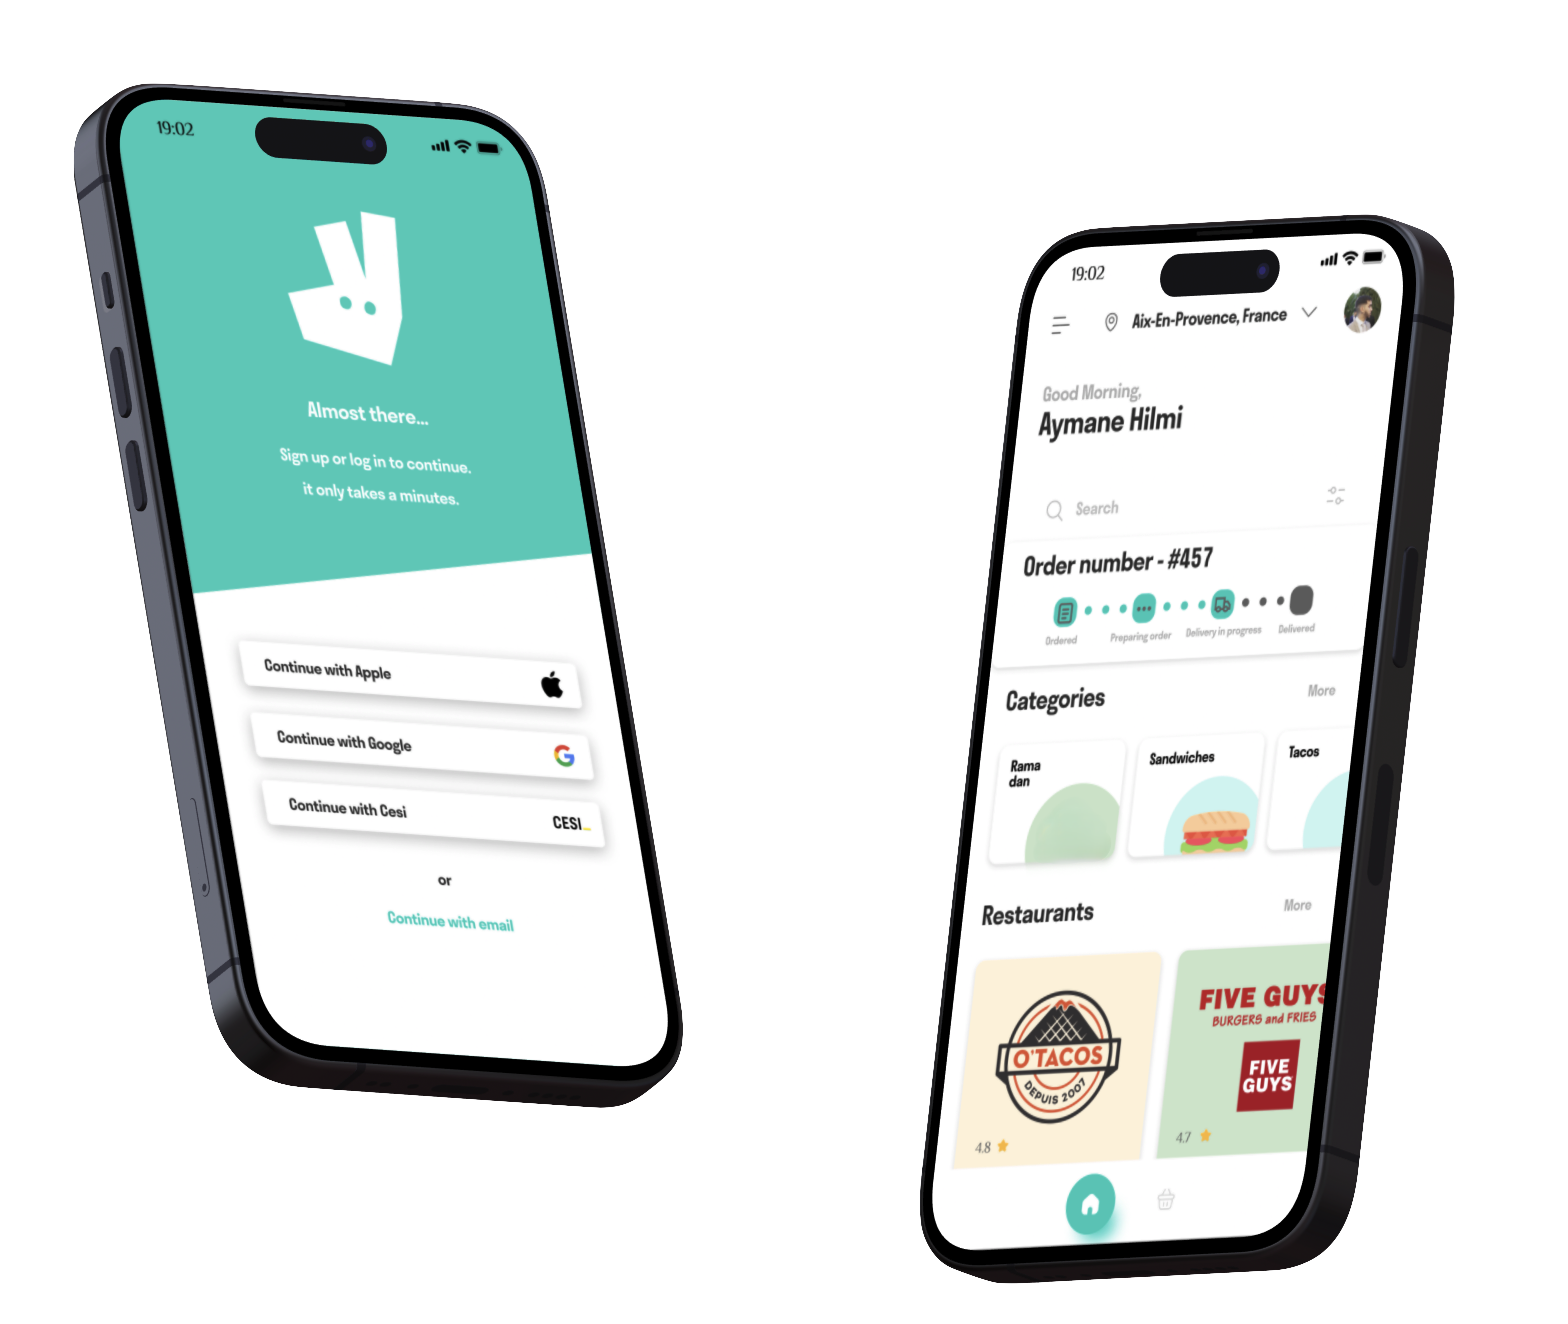 19:02
Almost there...
Sign up or log in to continue.
it only takes a minutes.
Continue with Apple
Continue with Google
Continue with Cesi
CESI_
or
Continue with email
19:02
Aix-En-Provence, France
Good Morning,
Aymane Hilmi
Search
Order number - #457
Ordered
Preparing order
Delivery in progress
Delivered
Categories
More
Rama
dan
Sandwiches
Tacos
Restaurants
More
O'TACOS
DEPUIS 2007
4.8
FIVE GUYS
BURGERS and FRIES
FIVE
GUYS
4.7